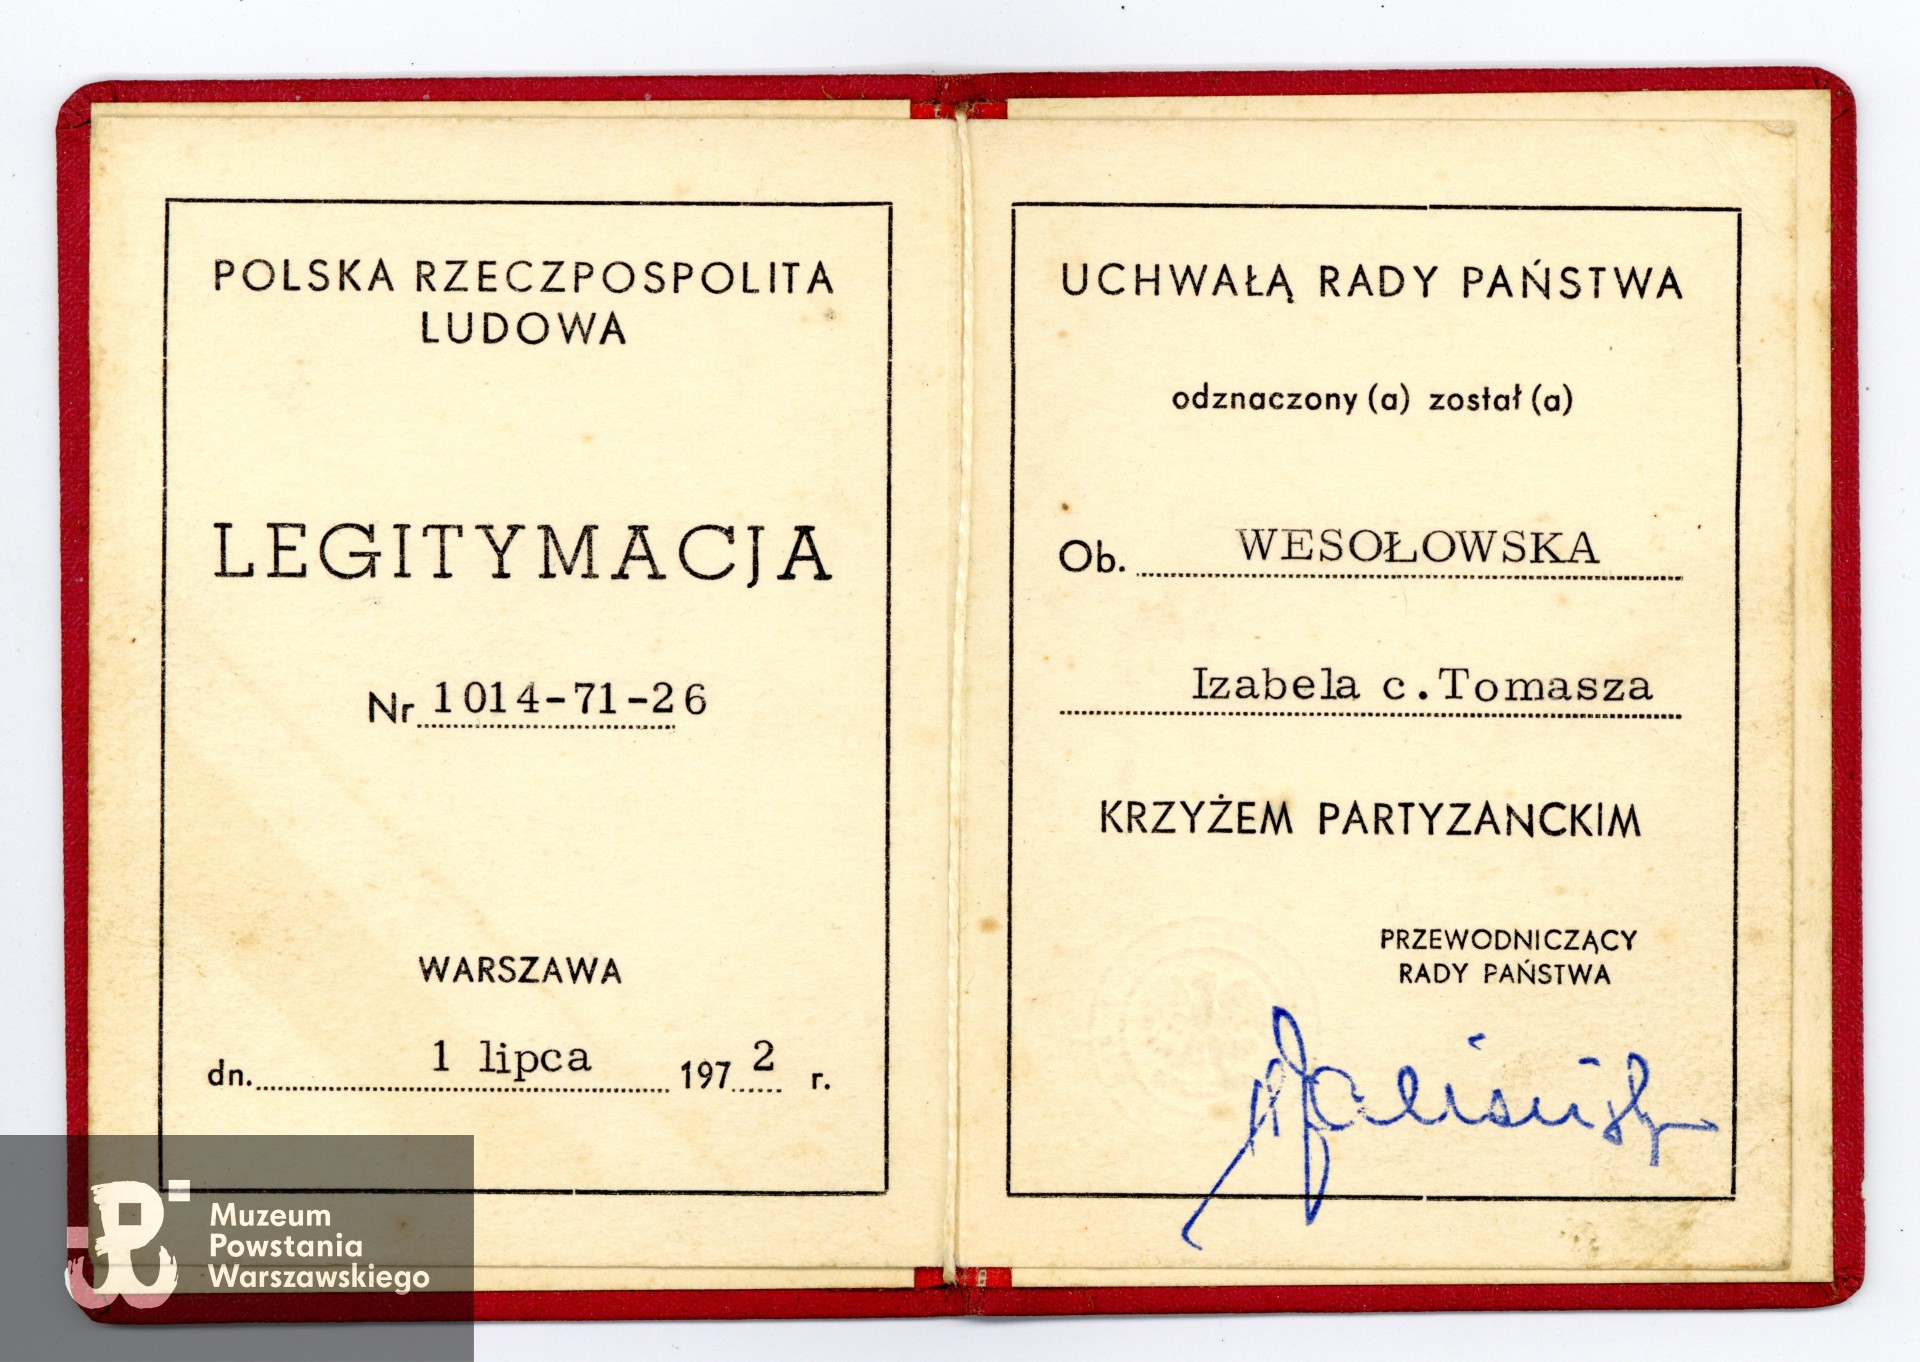 POLSKA RZECZPOSPOLITA
LUDOWA
LEGITYMACJA
Nr 1014-71-26
WARSZAWA
dn. 1 lipca 1972 r.
UCHWAŁĄ RADY PAŃSTWA
odznaczony (a) został (a)
Ob. WESOŁOWSKA
Izabela c.Tomasza
KRZYŻEM PARTYZANCKIM
PRZEWODNICZĄCY
RADY PAŃSTWA
Muzeum
Powstania
Warszawskiego